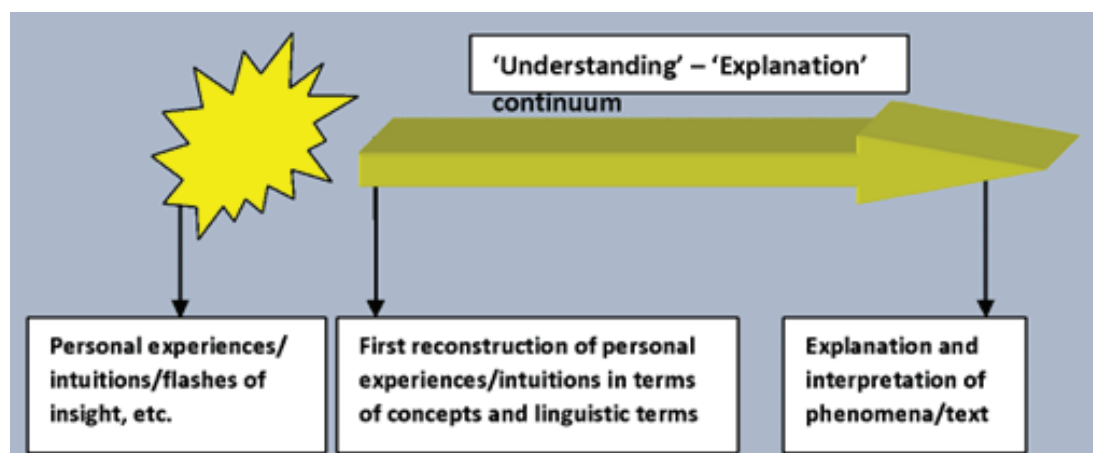 ‘Understanding’ – ‘Explanation’
continuum
Personal experiences/
intuitions/flashes of
insight, etc.
First reconstruction of personal
experiences/intuitions in terms
of concepts and linguistic terms
Explanation and
interpretation of
phenomena/text